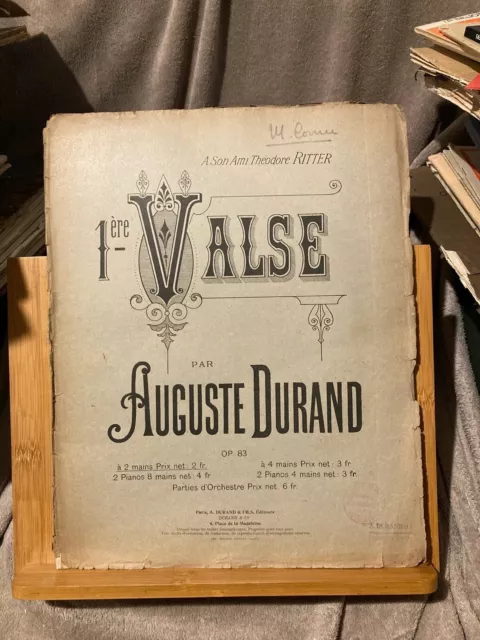 A Son Ami Théodore RITTER
1ère VALSE
PAR
AUGUSTE DURAND
OP. 83
à 2 mains Prix net: 2 fr. à 4 mains Prix net: 3 fr
2 Pianos 8 mains net: 4 fr 2 Pianos 4 mains net: 3 fr.
Parties d'Orchestre Prix net. 6 fr.
Paris, A. DURAND & FILS, Éditeurs
DURAND & Cie
4, Place de la Madeleine